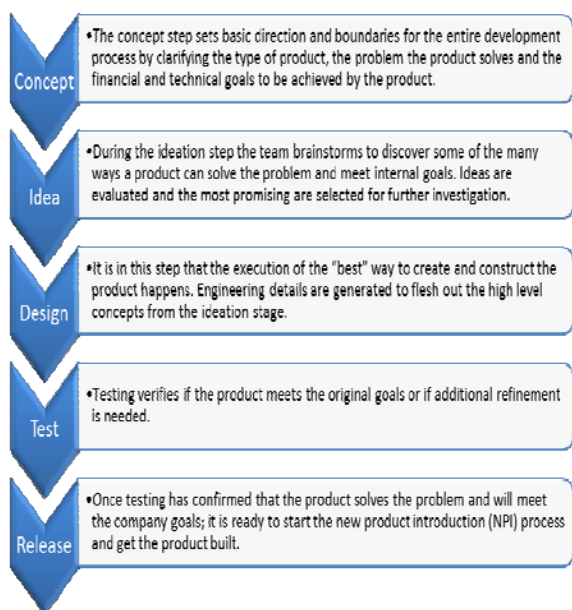 Concept
•The concept step sets basic direction and boundaries for the entire development
process by clarifying the type of product, the problem the product solves and the
financial and technical goals to be achieved by the product.
Idea
•During the ideation step the team brainstorms to discover some of the many
ways a product can solve the problem and meet internal goals. Ideas are
evaluated and the most promising are selected for further investigation.
Design
•It is in this step that the execution of the "best" way to create and construct the
product happens. Engineering details are generated to flesh out the high level
concepts from the ideation stage.
Test
•Testing verifies if the product meets the original goals or if additional refinement
is needed.
Release
•Once testing has confirmed that the product solves the problem and will meet
the company goals; it is ready to start the new product introduction (NPI) process
and get the product built.